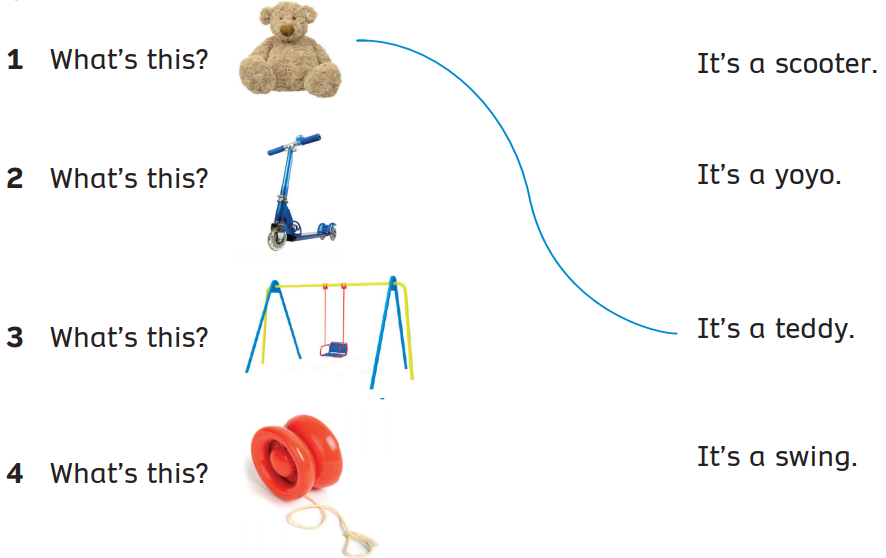 1 What's this? It's a scooter.
2 What's this? It's a yoyo.
3 What's this? It's a teddy.
4 What's this? It's a swing.